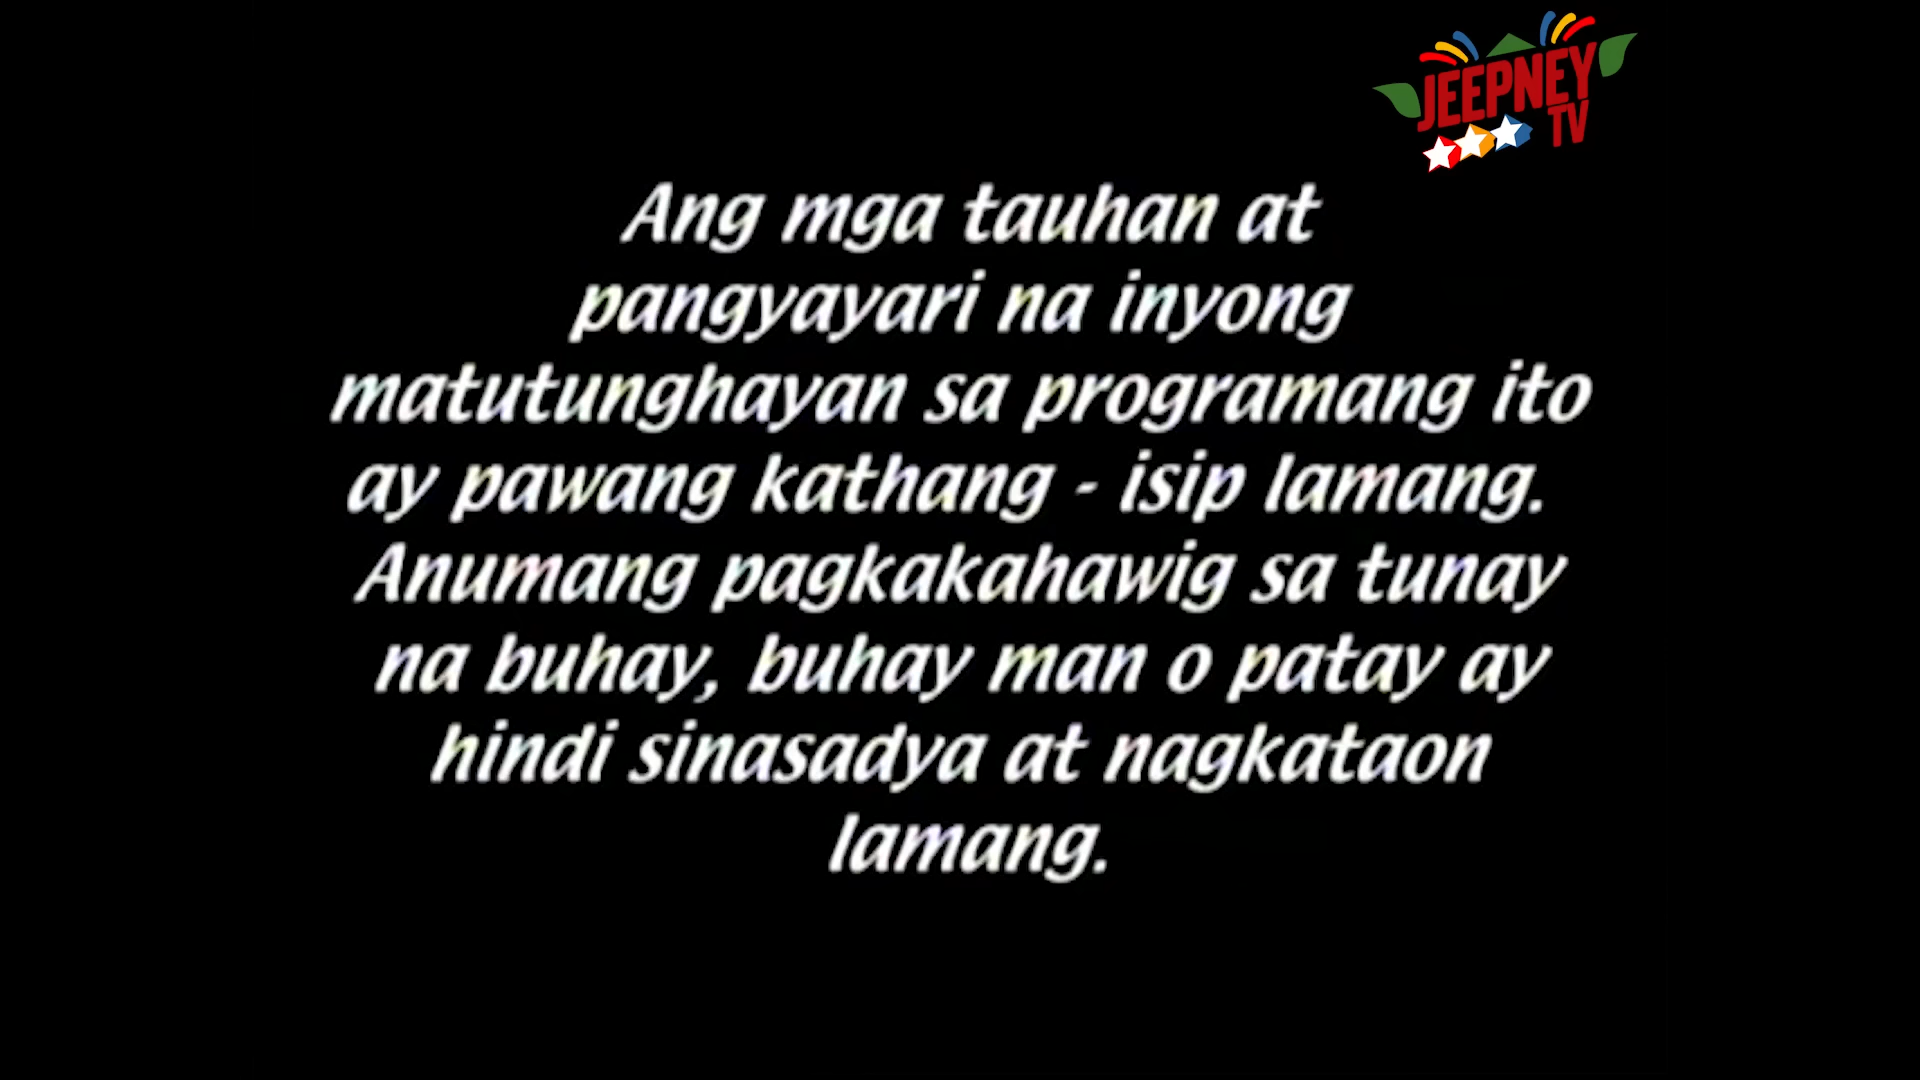 JEEPNEY
TV
Ang mga tauhan at
pangyayari na inyong
matutunghayan sa programang ito
ay pawang kathang - isip lamang.
Anumang pagkakahawig sa tunay
na buhay, buhay man o patay ay
hindi sinasadya at nagkataon
lamang.